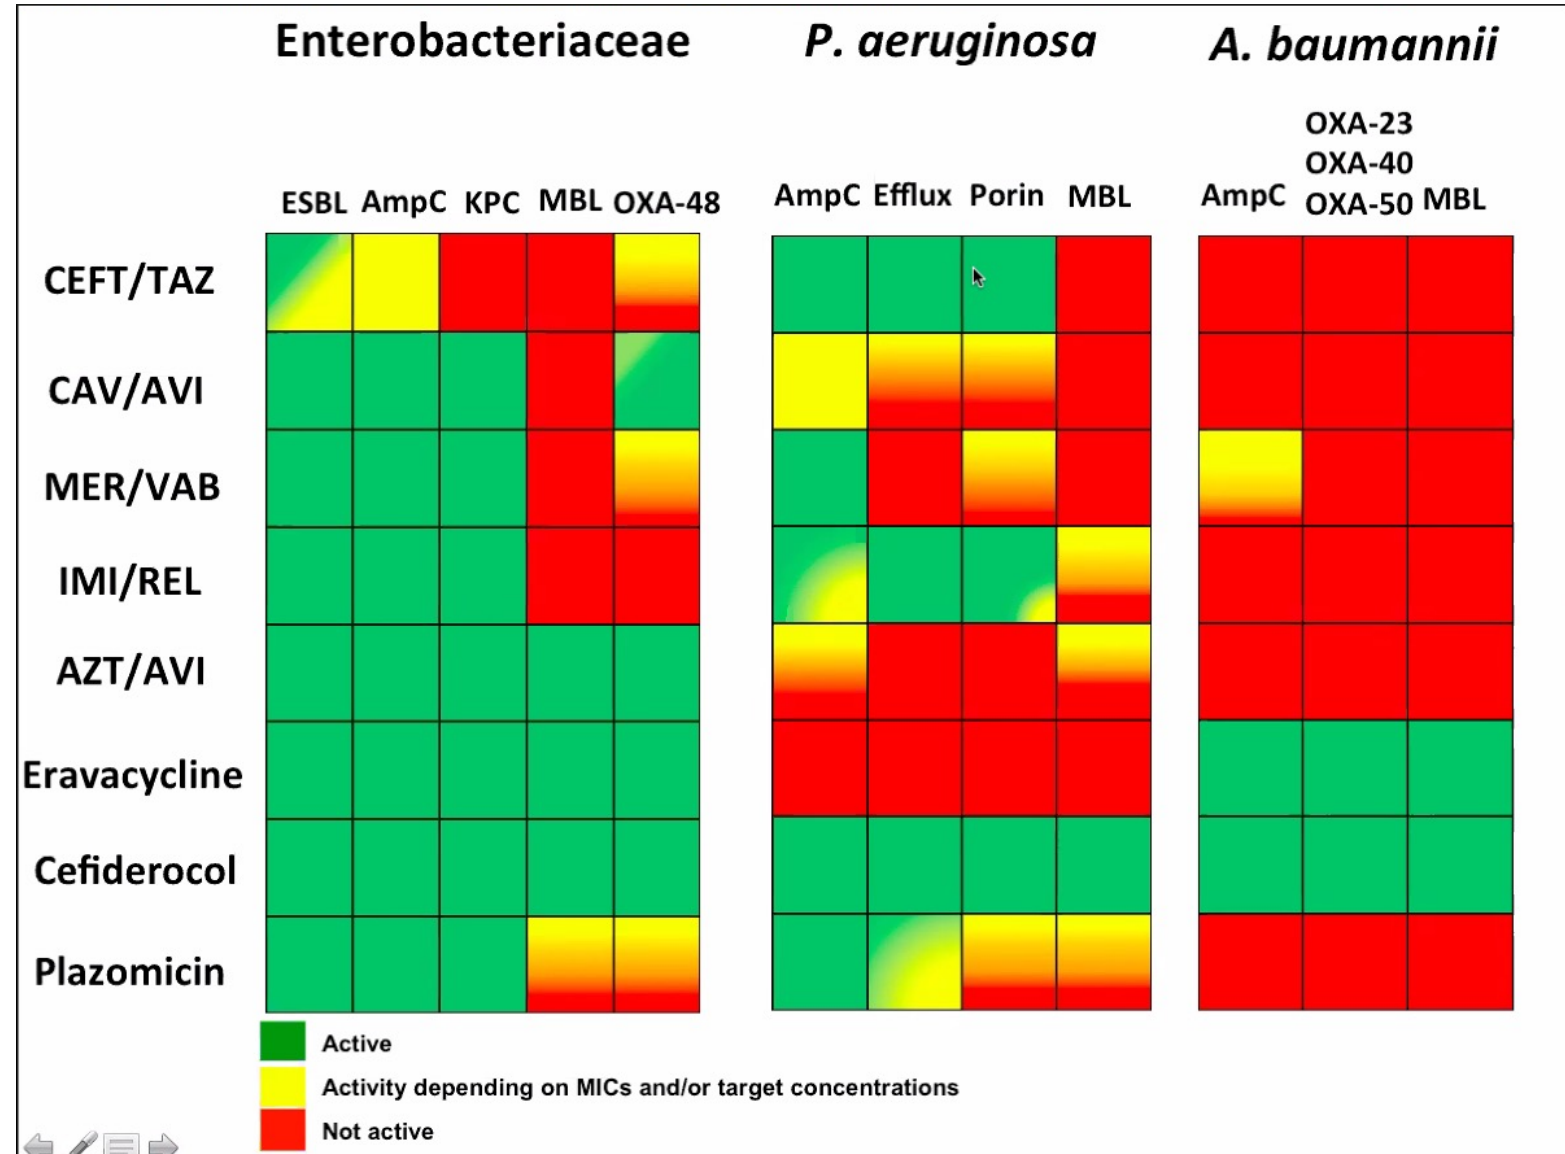 Enterobacteriaceae
P. aeruginosa
A. baumannii
ESBL AmpC KPC MBL OXA-48
AmpC Efflux Porin MBL
OXA-23
OXA-40
AmpC OXA-50 MBL
CEFT/TAZ
CAV/AVI
MER/VAB
IMI/REL
AZT/AVI
Eravacycline
Cefiderocol
Plazomicin
Active
Activity depending on MICs and/or target concentrations
Not active